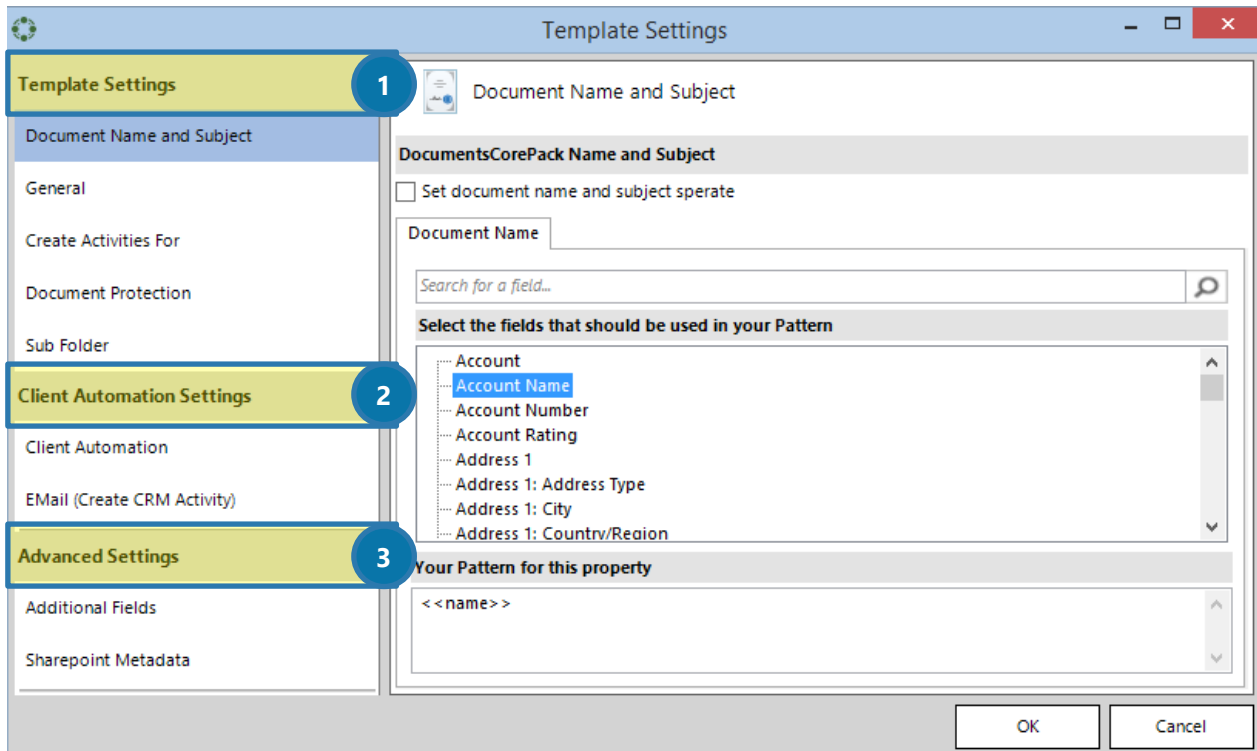 Template Settings
Template Settings
1
Document Name and Subject
General
Create Activities For
Document Protection
Sub Folder
Client Automation Settings
2
Client Automation
EMail (Create CRM Activity)
Advanced Settings
3
Additional Fields
Sharepoint Metadata
Document Name and Subject
DocumentsCorePack Name and Subject
Set document name and subject sperate
Document Name
Search for a field...
Select the fields that should be used in your Pattern
Account
Account Name
Account Number
Account Rating
Address 1
Address 1: Address Type
Address 1: City
Address 1: Country/Region
Your Pattern for this property
<<name>>
OK
Cancel